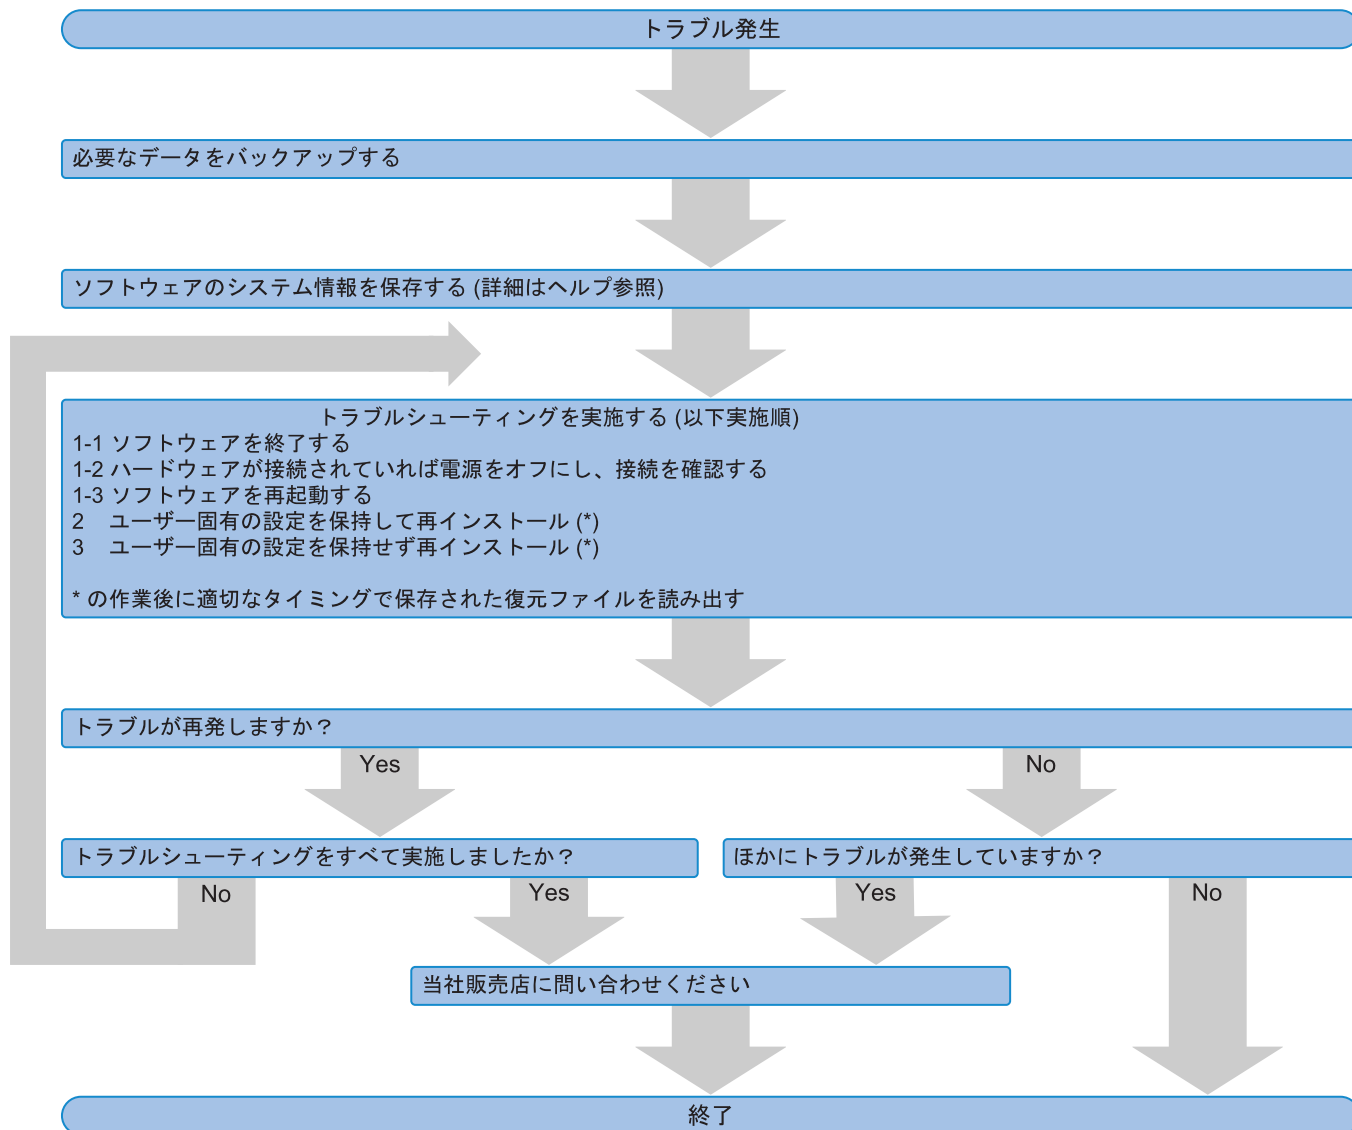 トラブル発生
必要なデータをバックアップする
ソフトウェアのシステム情報を保存する (詳細はヘルプ参照)
トラブルシューティングを実施する (以下実施順)
1-1 ソフトウェアを終了する
1-2 ハードウェアが接続されていれば電源をオフにし、接続を確認する
1-3 ソフトウェアを再起動する
2 ユーザー固有の設定を保持して再インストール (*)
3 ユーザー固有の設定を保持せず再インストール (*)
* の作業後に適切なタイミングで保存された復元ファイルを読み出す
トラブルが再発しますか？
Yes
No
トラブルシューティングをすべて実施しましたか？
ほかにトラブルが発生していますか？
No
Yes
Yes
No
当社販売店に問い合わせください
終了